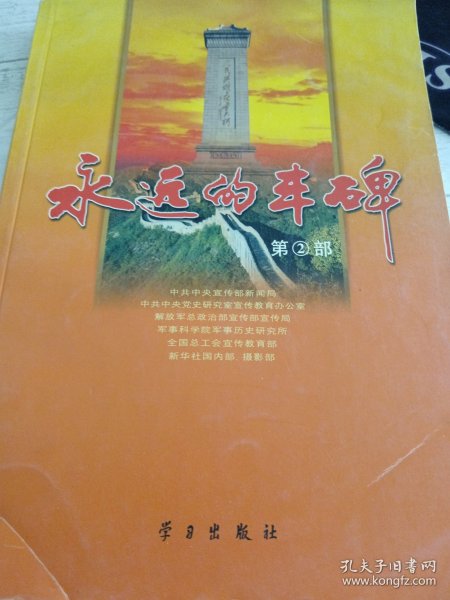 人民英雄永垂不朽
永远的丰碑
第②部
中共中央宣传部新闻局
中共中央党史研究室宣传教育办公室
解放军总政治部宣传部宣传局
军事科学院军事历史研究所
全国总工会宣传教育部
新华社国内部、摄影部
学习出版社
孔夫子旧书网
www.kongfz.com